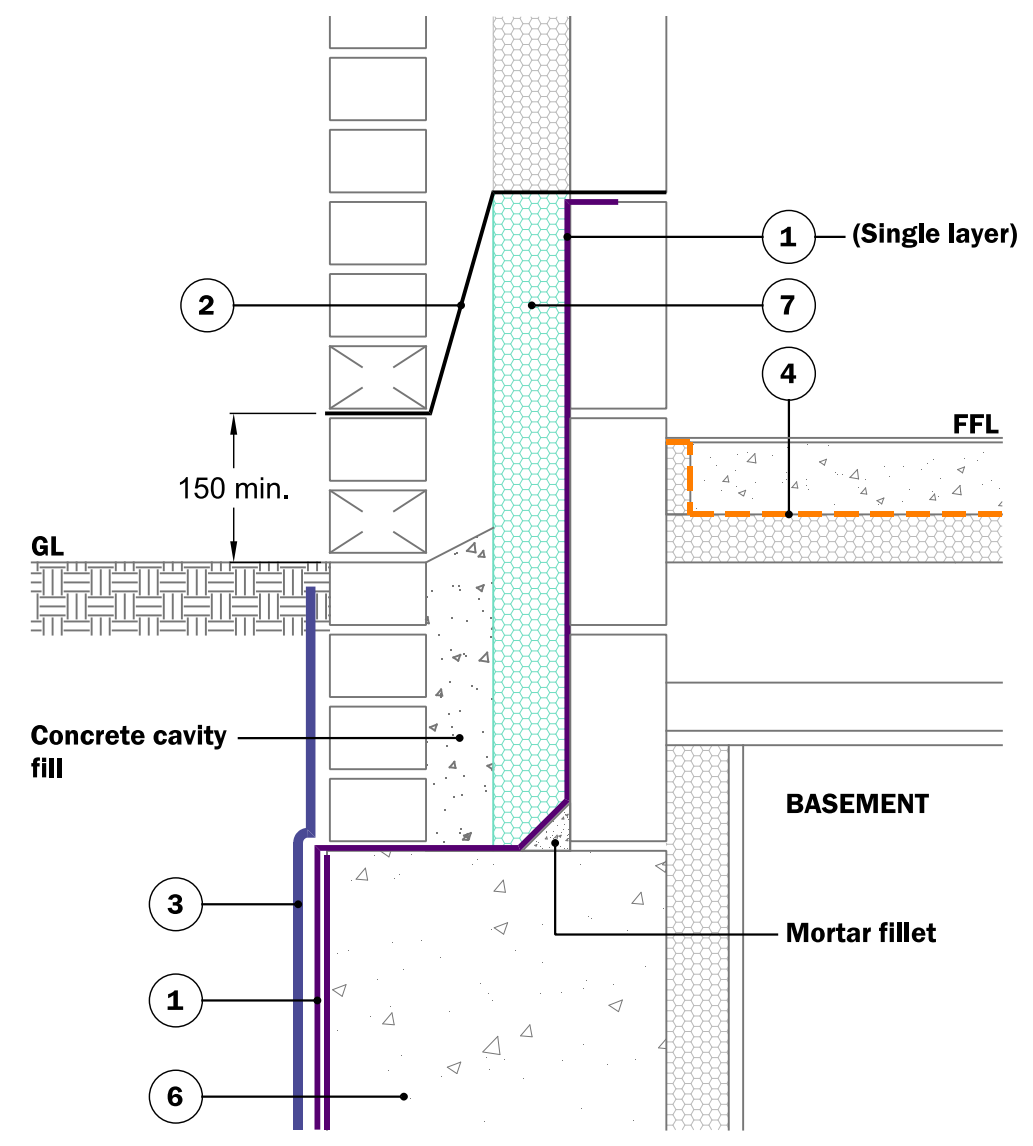 1
(Single layer)
2
7
4
FFL
150 min.
GL
Concrete cavity
fill
BASEMENT
3
Mortar fillet
1
6